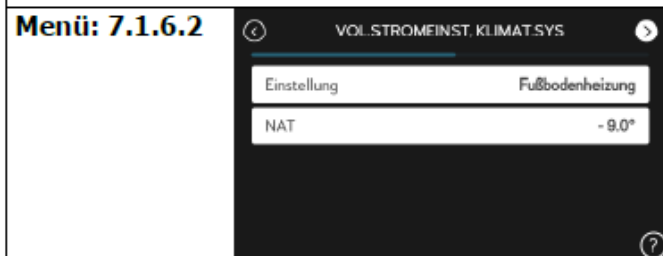 Menü: 7.1.6.2
VOL.STROMEINST, KLIMAT.SYS
Einstellung Fußbodenheizung
NAT - 9.0°
?